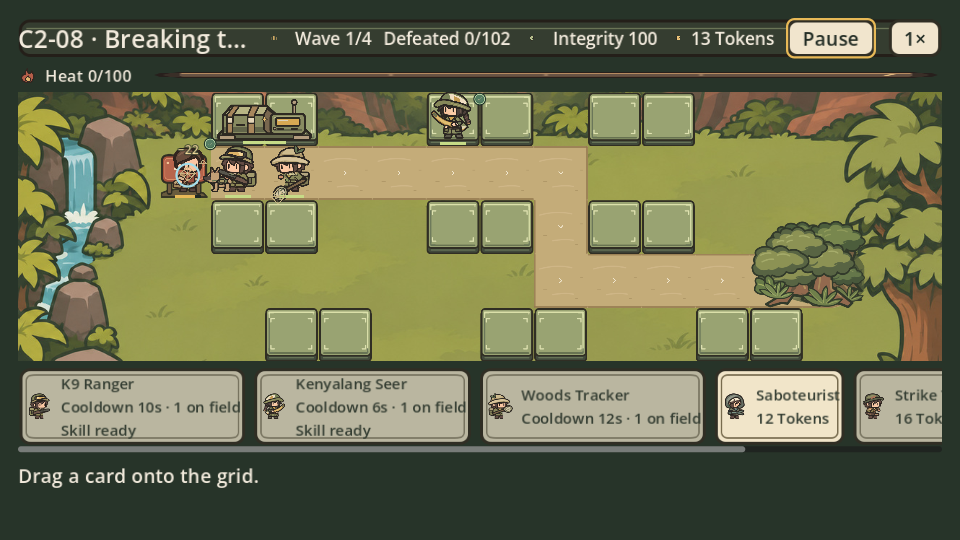 C2-08 · Breaking t...
Wave 1/4 Defeated 0/102
Integrity 100
13 Tokens
Pause
1×
Heat 0/100
-22
K9 Ranger
Cooldown 10s · 1 on field
Skill ready
Kenyalang Seer
Cooldown 6s · 1 on field
Skill ready
Woods Tracker
Cooldown 12s · 1 on field
Saboteurist
12 Tokens
Strike
16 Tok
Drag a card onto the grid.